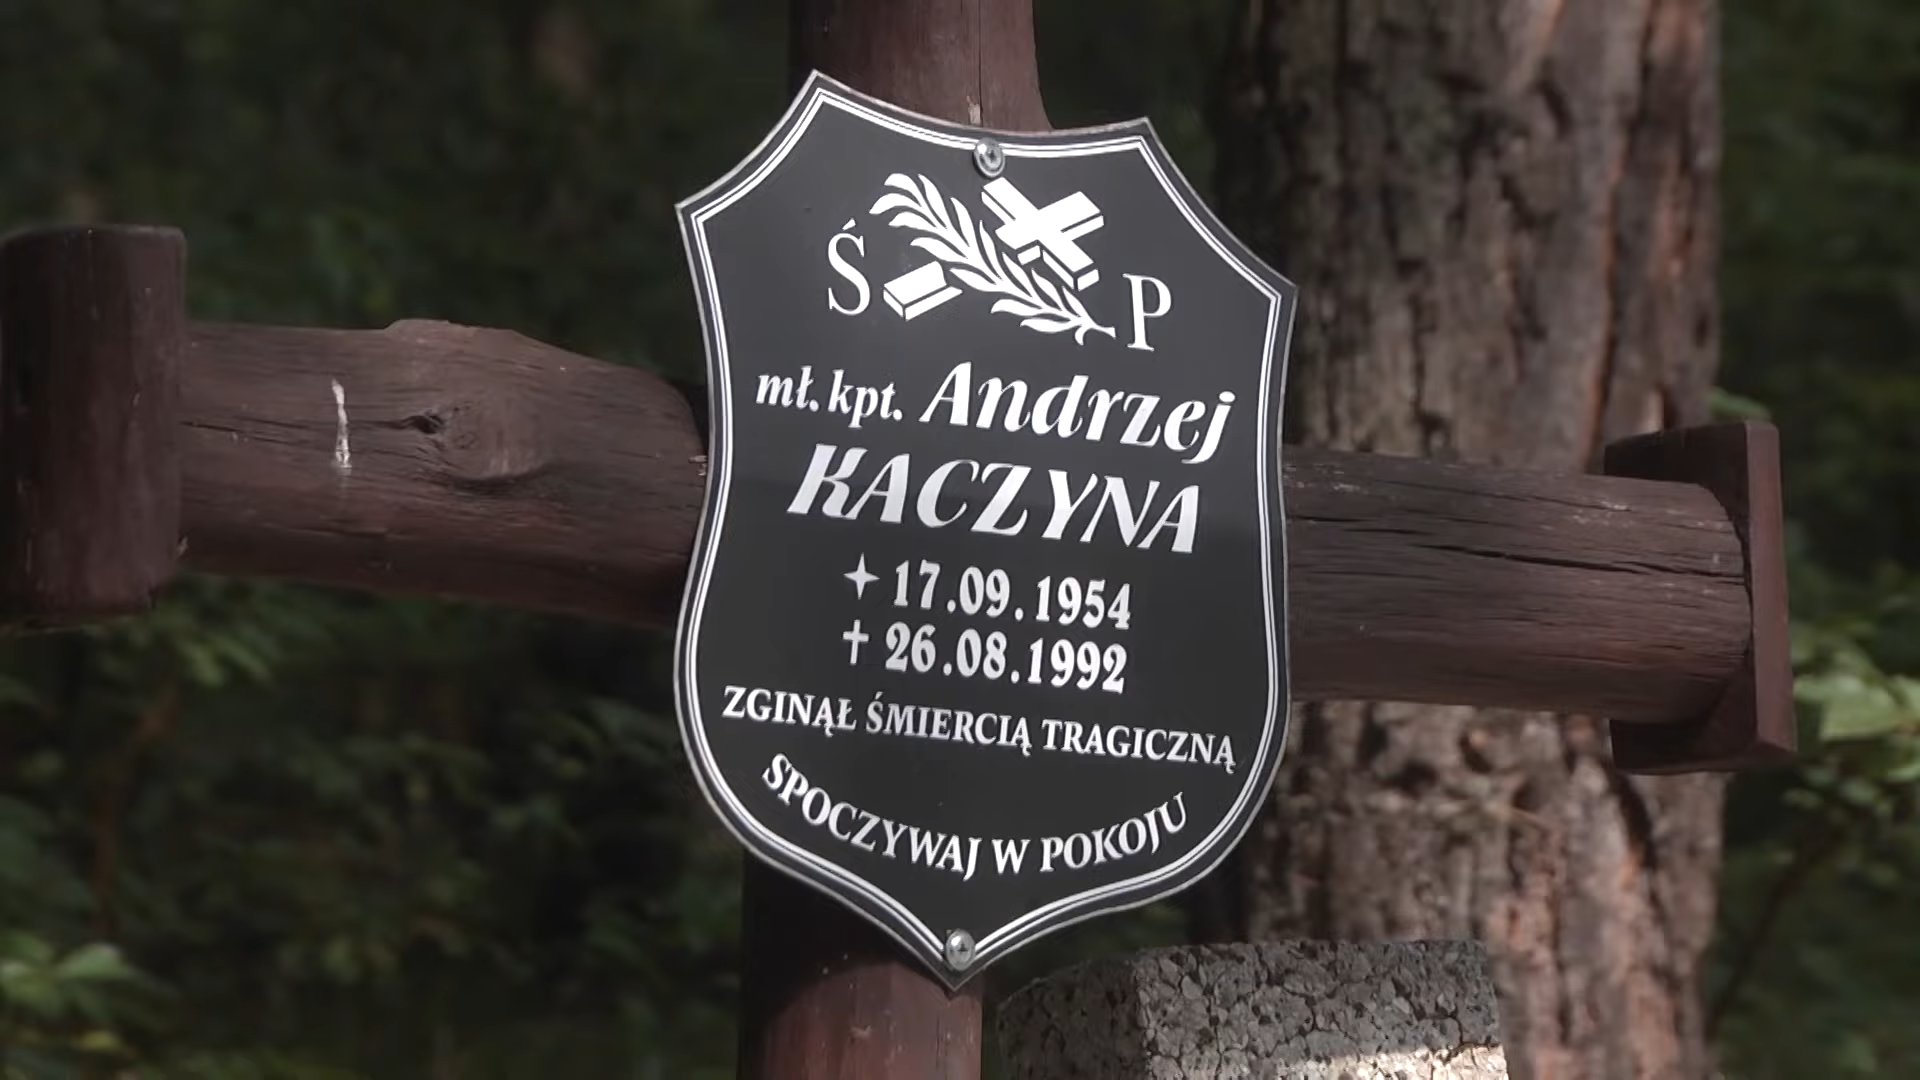 Ś P
mł. kpt. Andrzej
KACZYNA
17.09.1954
† 26.08.1992
ZGINĄŁ ŚMIERCIĄ TRAGICZNĄ
SPOCZYWAJ W POKOJU